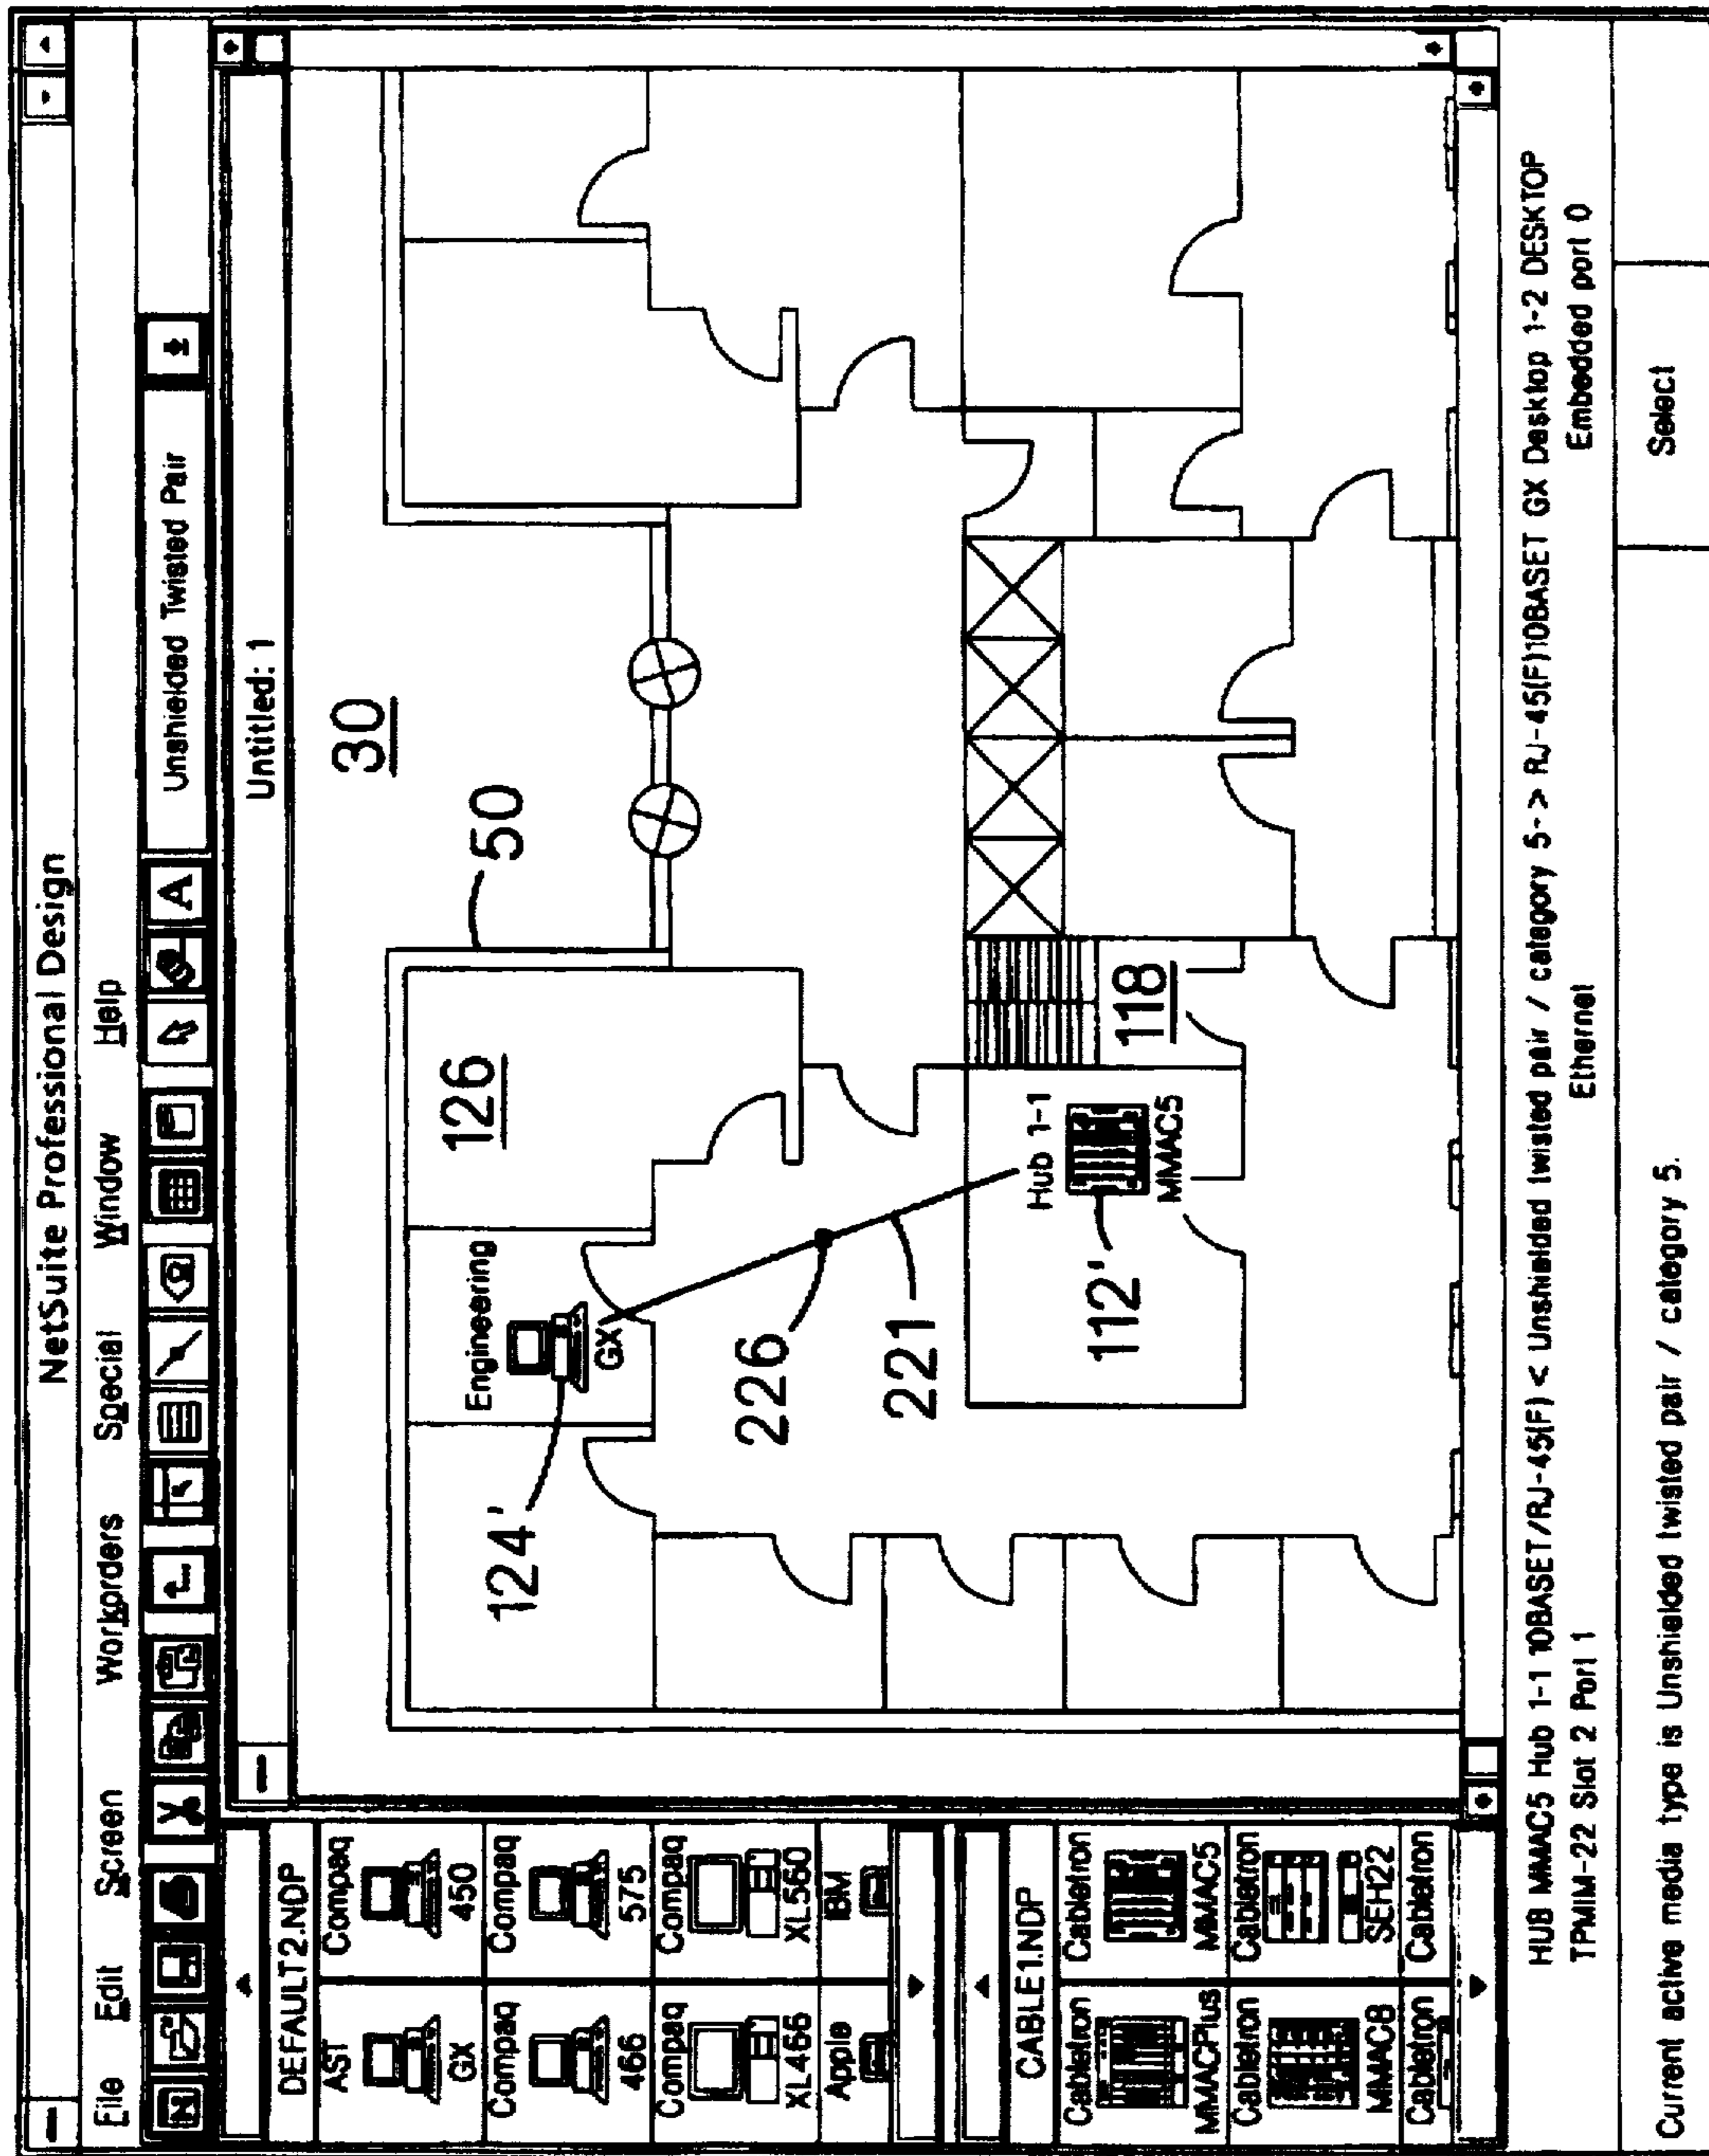 NetSuite Professional Design
File Edit Screen Workorders Special Window Help
N
A
Unshielded Twisted Pair
DEFAULT2.NDP
AST
GX
Compaq
450
Compaq
466
Compaq
575
Compaq
XL466
Compaq
XL560
Apple
IBM
CABLE1.NDP
Cabletron
MMACPlus
Cabletron
MMAC5
Cabletron
MMAC8
Cabletron
SEH22
Cabletron
Cabletron
Untitled: 1
30
50
126
Engineering
GX
124'
226
221
Hub 1-1
MMAC5
112'
118
HUB MMAC5 Hub 1-1 10BASET/RJ-45(F) < Unshielded twisted pair / category 5- > RJ-45(F)10BASET GX Desktop 1-2 DESKTOP
TPMIM-22 Slot 2 Port 1 Ethernet Embedded port 0
Select
Current active media type is Unshielded twisted pair / category 5.